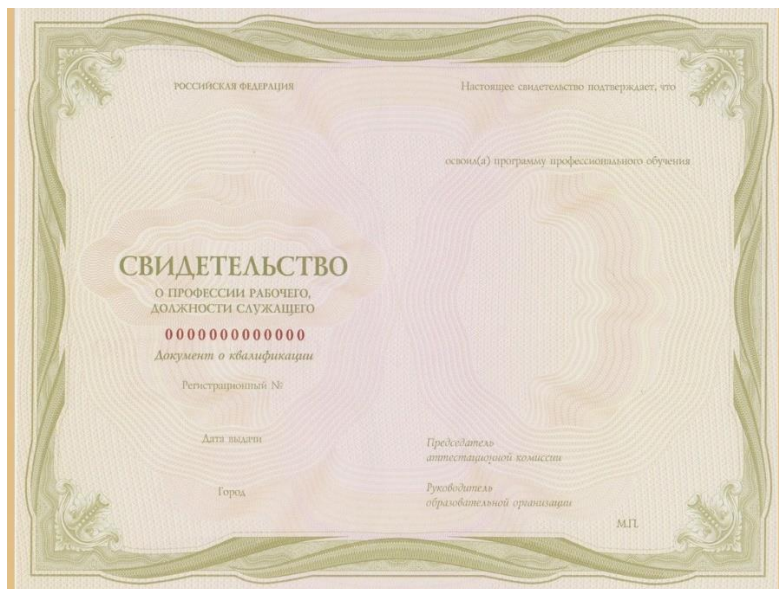 РОССИЙСКАЯ ФЕДЕРАЦИЯ
СВИДЕТЕЛЬСТВО
О ПРОФЕССИИ РАБОЧЕГО,
ДОЛЖНОСТИ СЛУЖАЩЕГО
0000000000000
Документ о квалификации
Регистрационный №
Дата выдачи
Город
Настоящее свидетельство подтверждает, что
освоил(а) программу профессионального обучения
Председатель
аттестационной комиссии
Руководитель
образовательной организации
М.П.